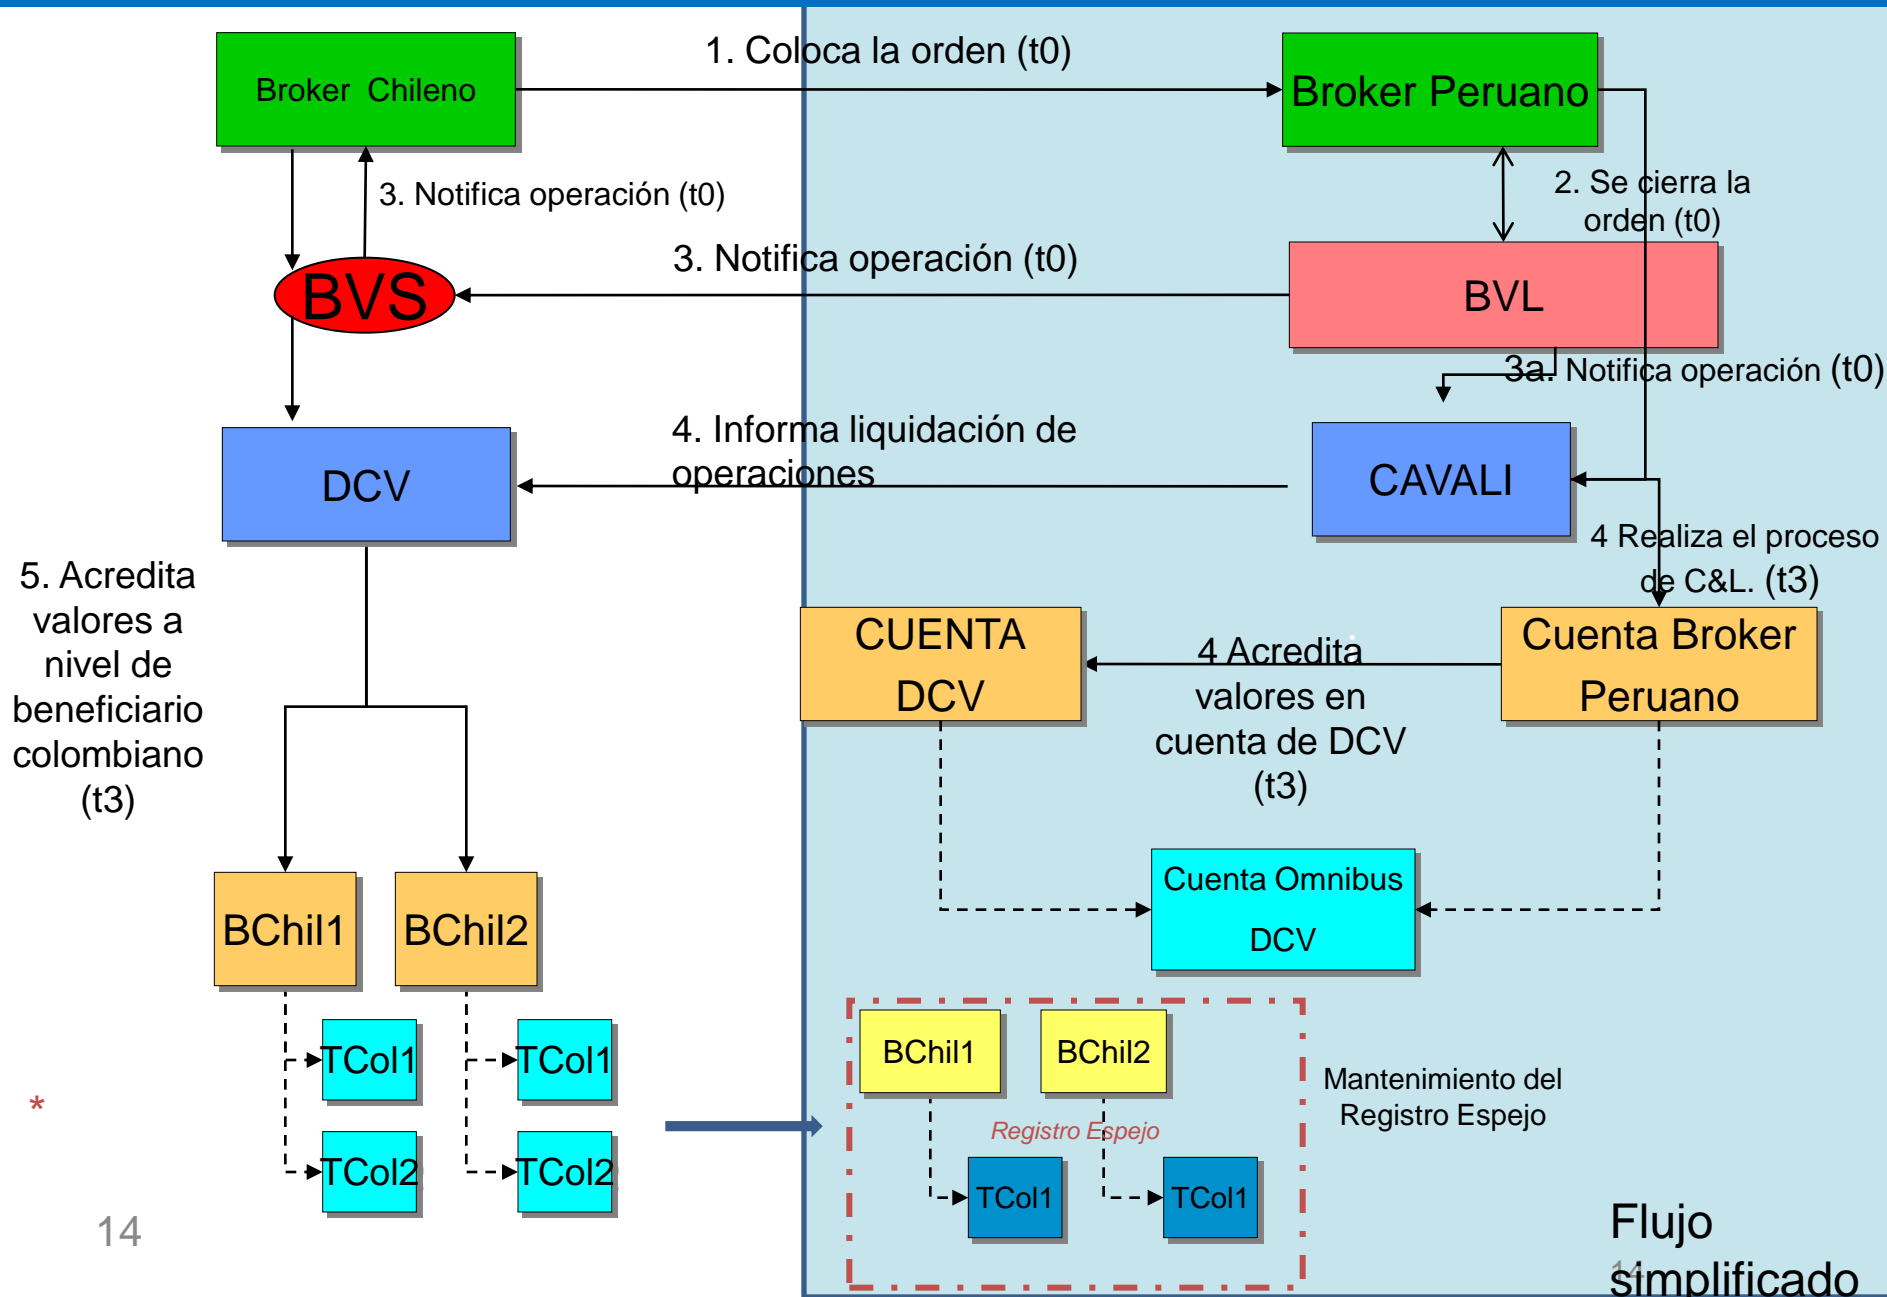 1. Coloca la orden (t0)
Broker Chileno
Broker Peruano
3. Notifica operación (t0)
2. Se cierra la
orden (t0)
3. Notifica operación (t0)
BVS
BVL
3a. Notifica operación (t0)
4. Informa liquidación de
operaciones
DCV
CAVALI
4 Realiza el proceso
de C&L. (t3)
5. Acredita
valores a
nivel de
beneficiario
colombiano
(t3)
CUENTA
DCV
4 Acredita
valores en
cuenta de DCV
(t3)
Cuenta Broker
Peruano
Cuenta Omnibus
DCV
BChil1
BChil2
TCol1
TCol1
TCol2
TCol2
BChil1
BChil2
Registro Espejo
TCol1
TCol1
Mantenimiento del
Registro Espejo
*
14
Flujo
simplificado
14